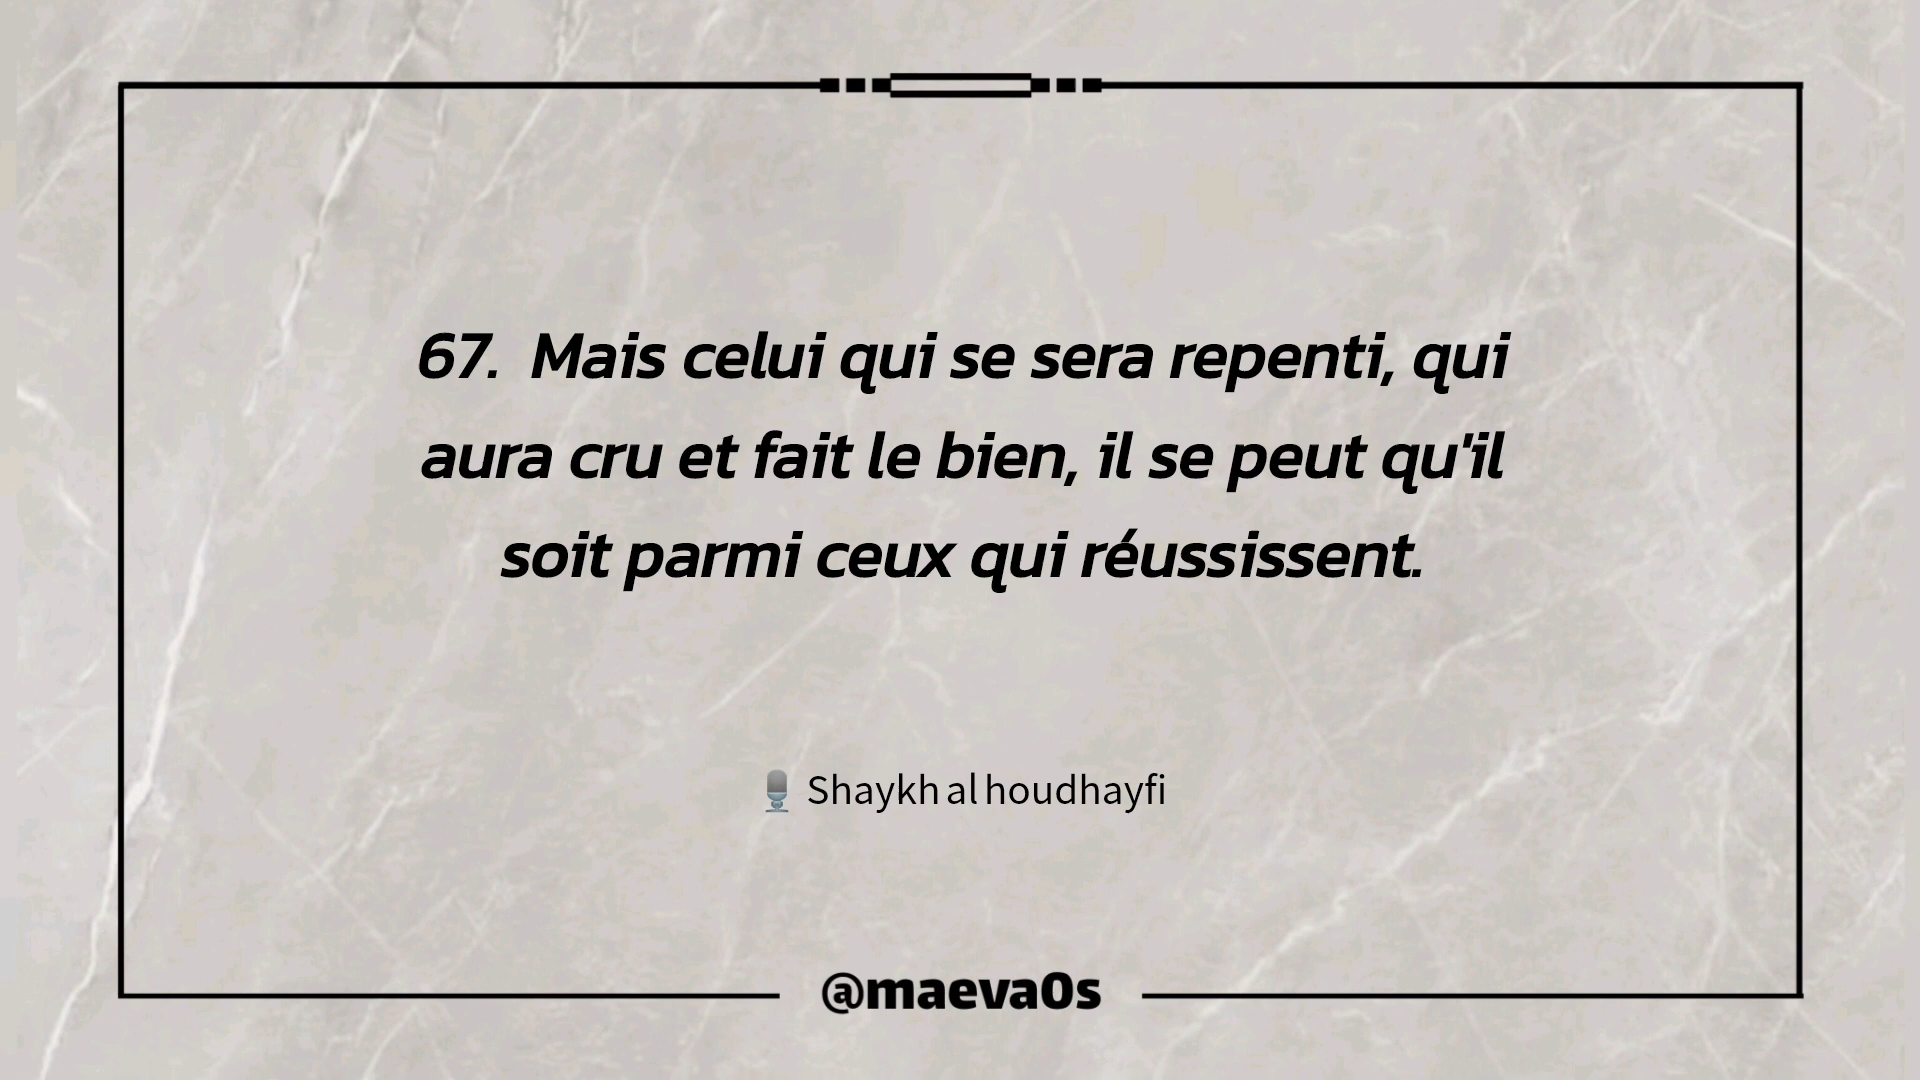 67. Mais celui qui se sera repenti, qui
aura cru et fait le bien, il se peut qu'il
soit parmi ceux qui réussissent.
🎙️ Shaykh al houdhayfi
@maeva0s